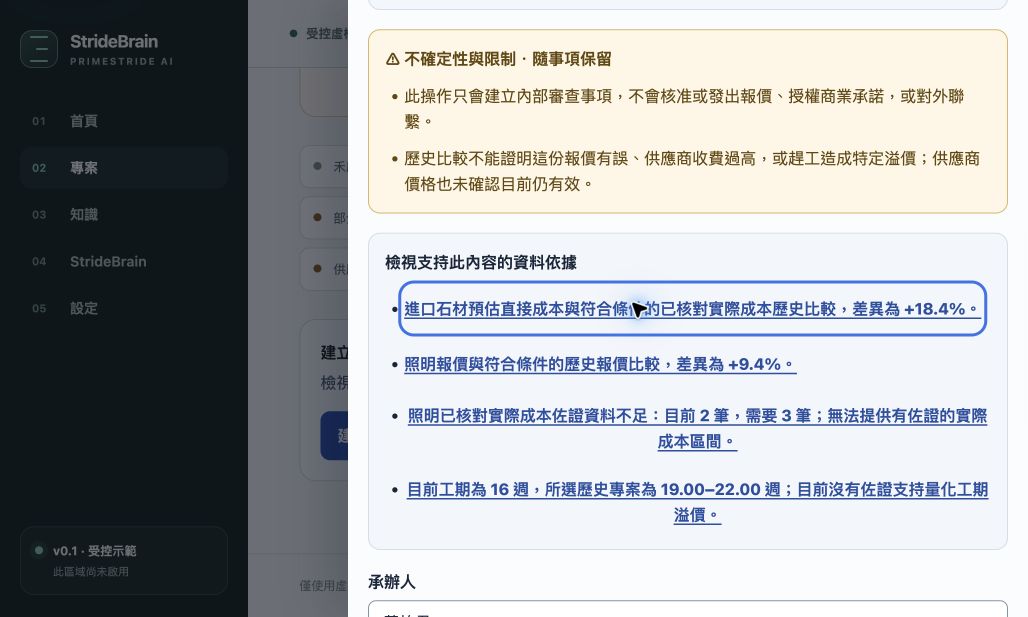 StrideBrain
PRIMESTRIDE AI
01 首頁
02 專案
03 知識
04 StrideBrain
05 設定
v0.1 · 受控示範
此區域尚未啟用
受控虛
禾
部
供
建立
檢視
建
僅使用虛
⚠ 不確定性與限制 · 隨事項保留
• 此操作只會建立內部審查事項，不會核准或發出報價、授權商業承諾，或對外聯
繫。
• 歷史比較不能證明這份報價有誤、供應商收費過高，或趕工造成特定溢價；供應商
價格也未確認目前仍有效。
檢視支持此內容的資料依據
• 進口石材預估直接成本與符合條件的已核對實際成本歷史比較，差異為 +18.4%。
• 照明報價與符合條件的歷史報價比較，差異為 +9.4%。
• 照明已核對實際成本佐證資料不足：目前 2 筆，需要 3 筆；無法提供有佐證的實際
成本區間。
• 目前工期為 16 週，所選歷史專案為 19.00–22.00 週；目前沒有佐證支持量化工期
溢價。
承辦人